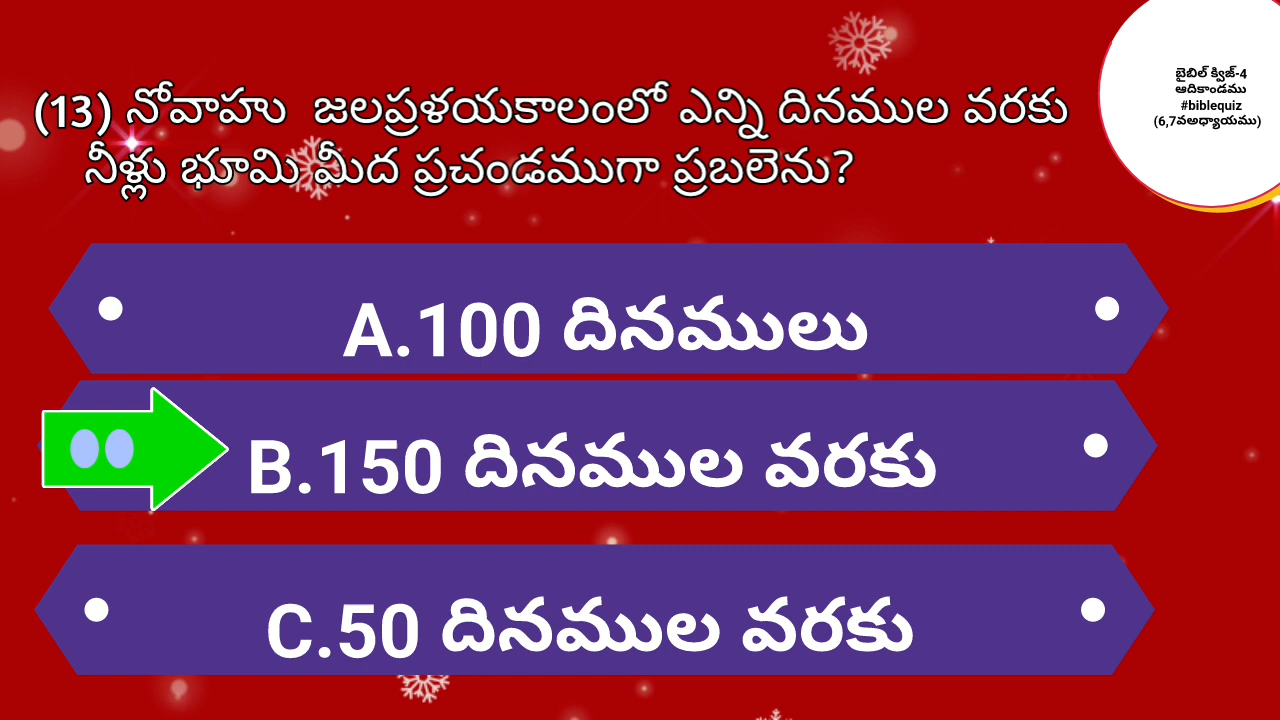 (13) నోవాహు జలప్రళయకాలంలో ఎన్ని దినముల వరకు
నీళ్లు భూమి మీద ప్రచండముగా ప్రబలెను?
బైబిల్ క్విజ్-4
ఆదికాండము
#biblequiz
(6,7వఅధ్యాయము)
A.100 దినములు
B.150 దినముల వరకు
C.50 దినముల వరకు